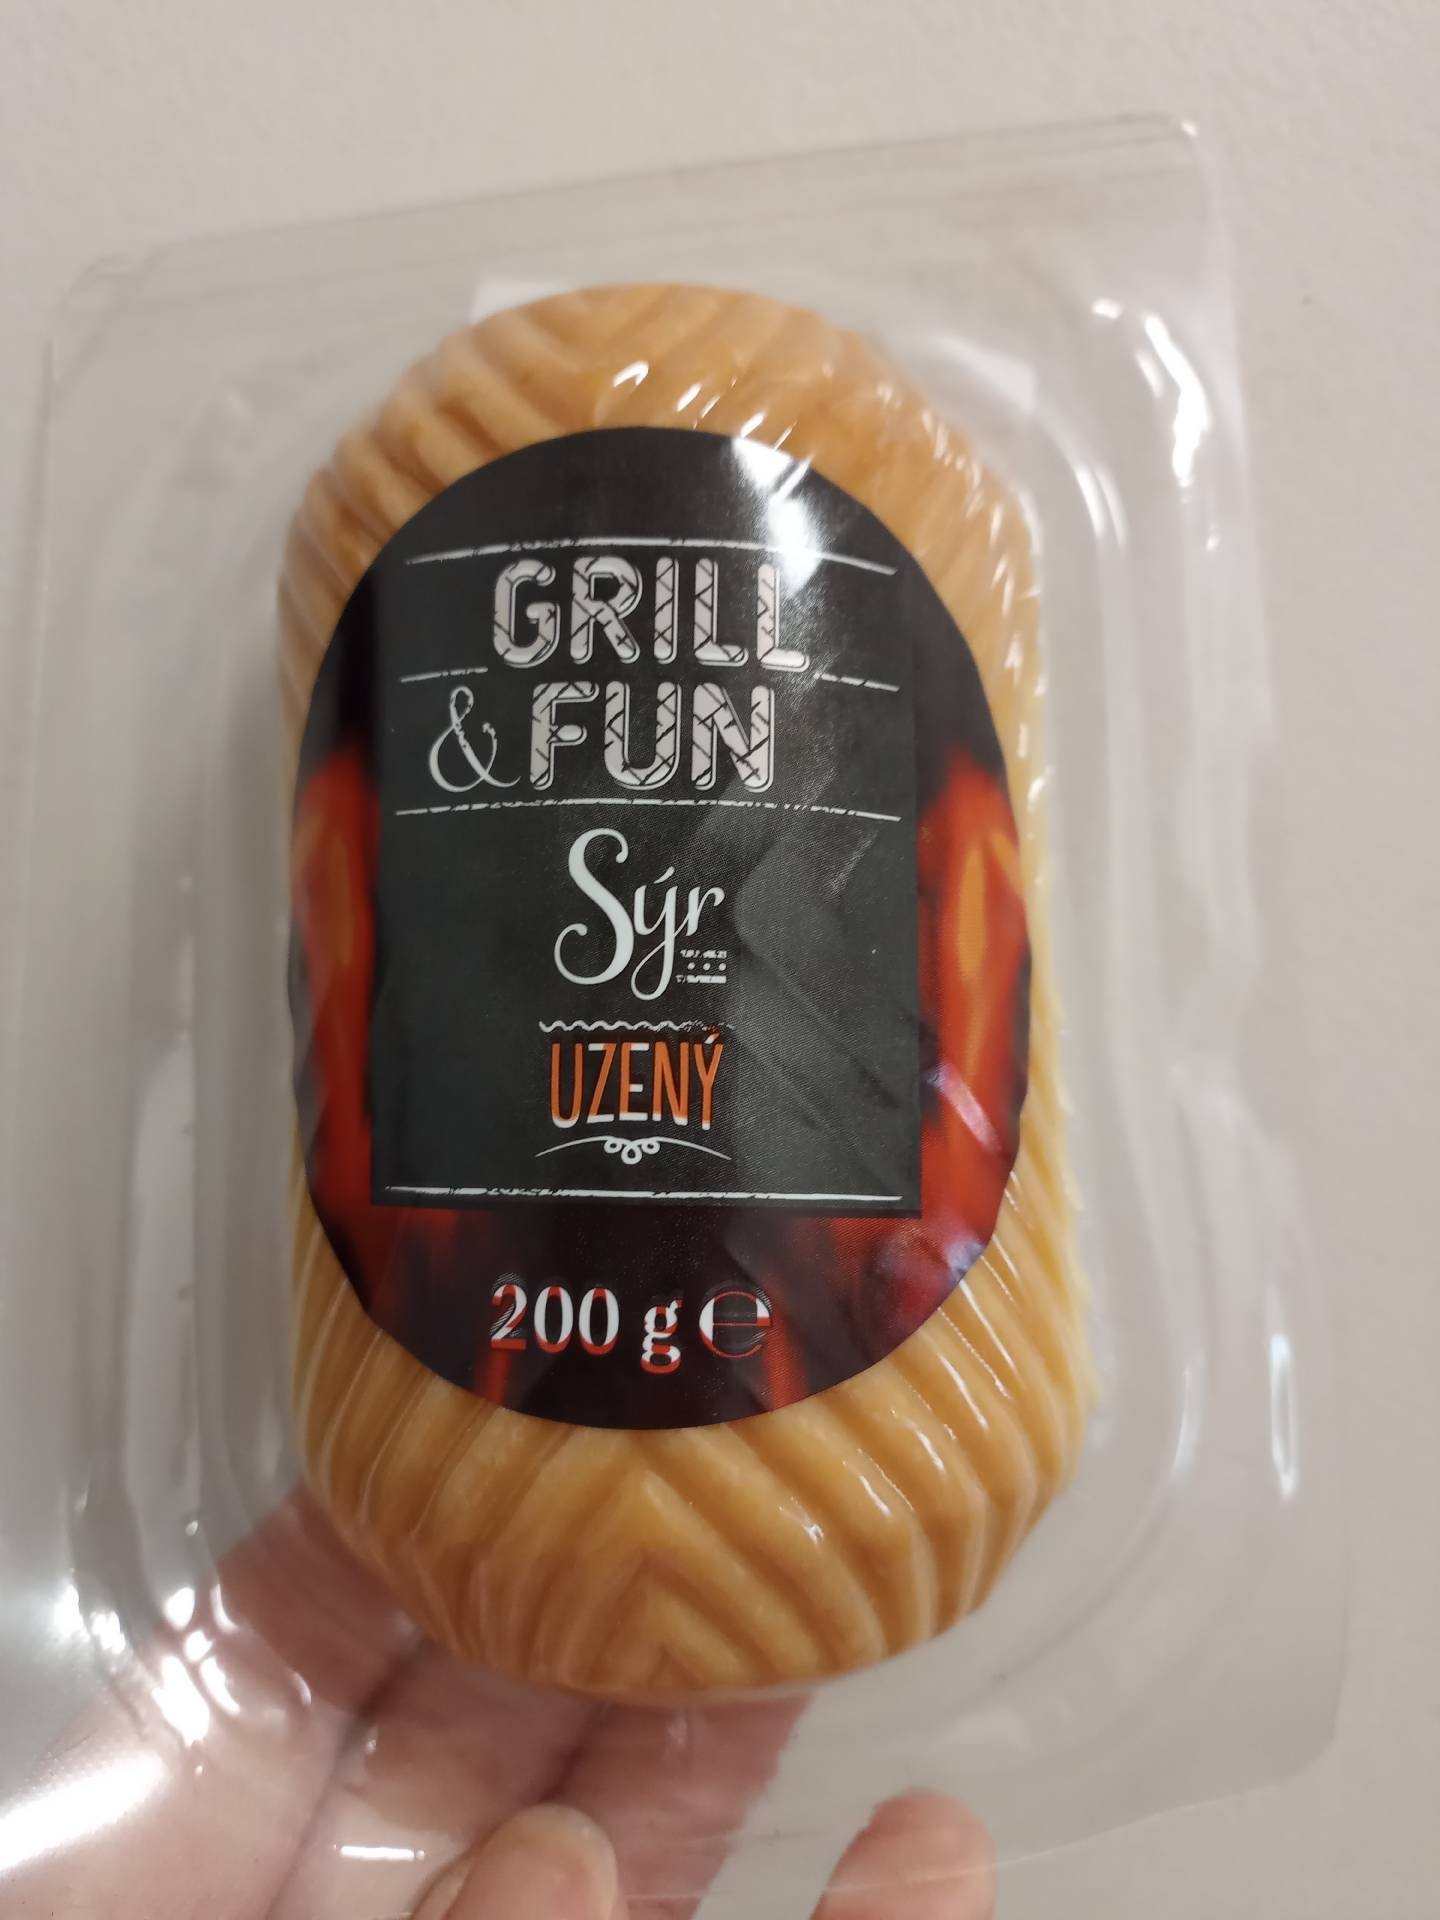 GRILL
& FUN
Sýr
UZENÝ
200 g ℮